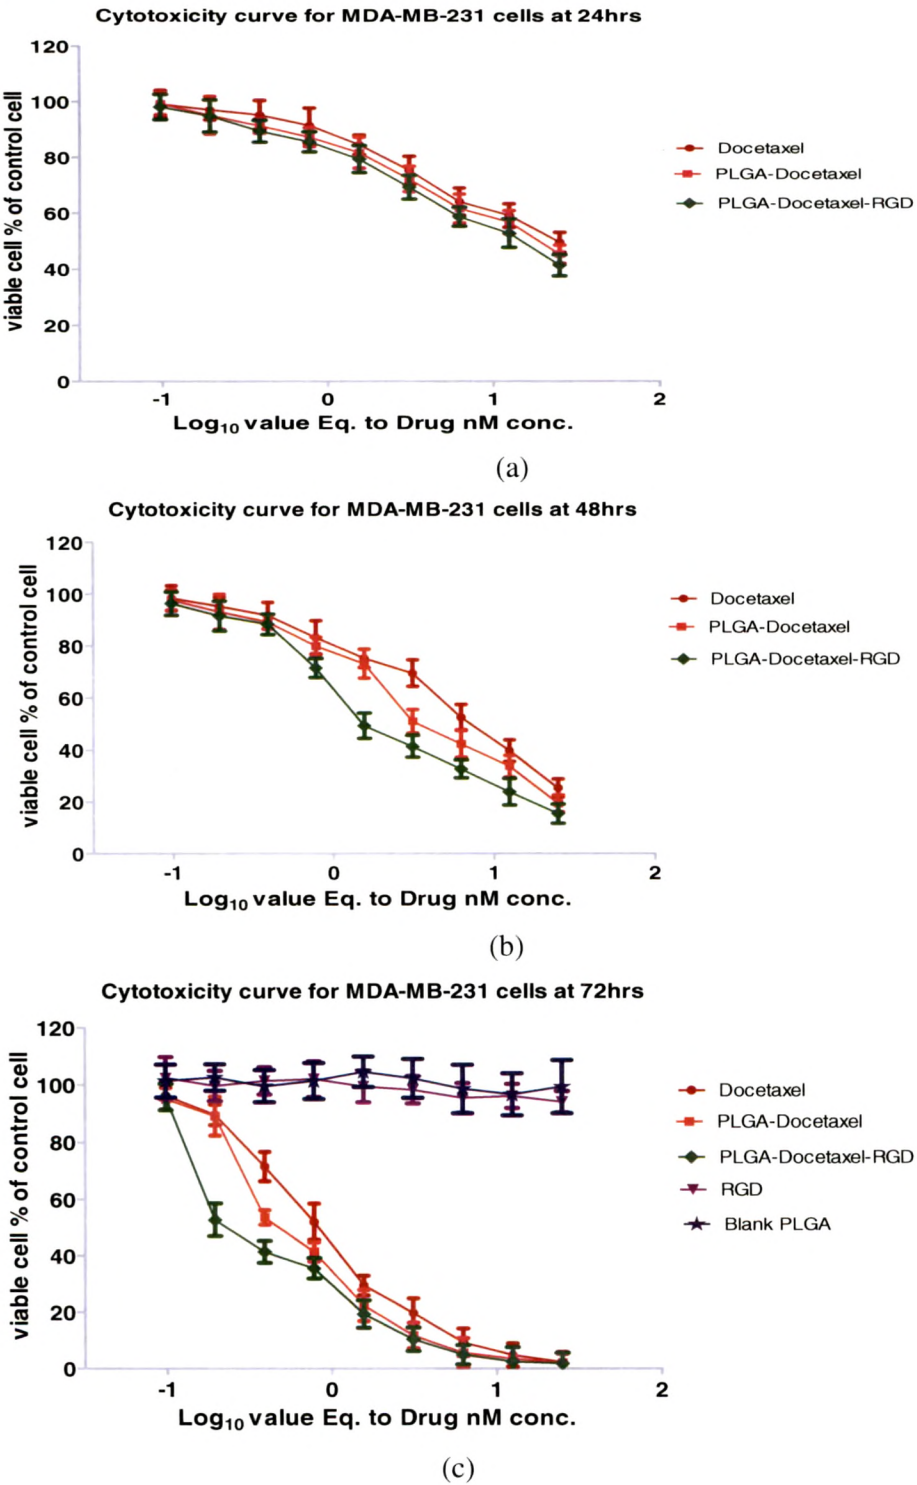 Cytotoxicity curve for MDA-MB-231 cells at 24hrs
viable cell % of control cell
120
100
80
60
40
20
0
-1 0 1 2
Log10 value Eq. to Drug nM conc.
Docetaxel
PLGA-Docetaxel
PLGA-Docetaxel-RGD
(a)
Cytotoxicity curve for MDA-MB-231 cells at 48hrs
viable cell % of control cell
120
100
80
60
40
20
0
-1 0 1 2
Log10 value Eq. to Drug nM conc.
Docetaxel
PLGA-Docetaxel
PLGA-Docetaxel-RGD
(b)
Cytotoxicity curve for MDA-MB-231 cells at 72hrs
viable cell % of control cell
120
100
80
60
40
20
0
-1 0 1 2
Log10 value Eq. to Drug nM conc.
Docetaxel
PLGA-Docetaxel
PLGA-Docetaxel-RGD
RGD
Blank PLGA
(c)